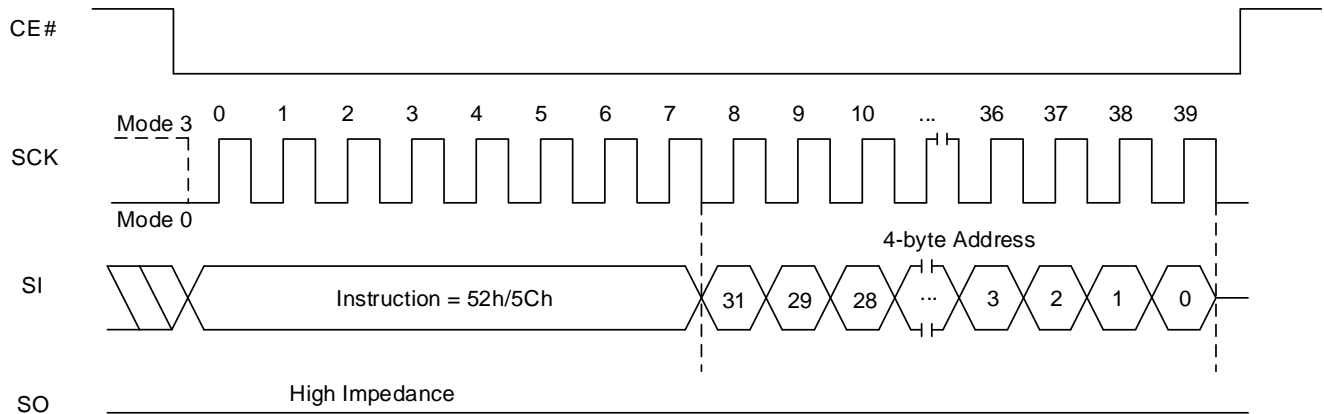 CE#
0 1 2 3 4 5 6 7 8 9 10 ... 36 37 38 39
Mode 3
SCK
Mode 0
4-byte Address
SI
Instruction = 52h/5Ch 31 29 28 ... 3 2 1 0
High Impedance
SO